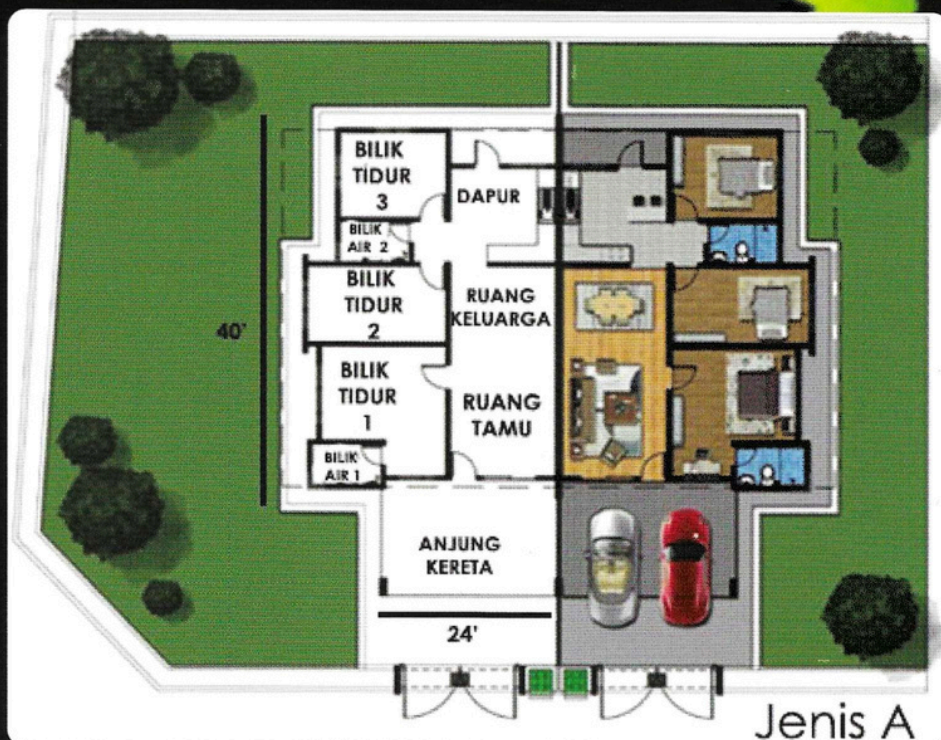 BILIK
TIDUR
3
DAPUR
BILIK
AIR 2
BILIK
TIDUR
2
RUANG
KELUARGA
40'
BILIK
TIDUR
1
RUANG
TAMU
BILIK
AIR 1
ANJUNG
KERETA
24'
Jenis A